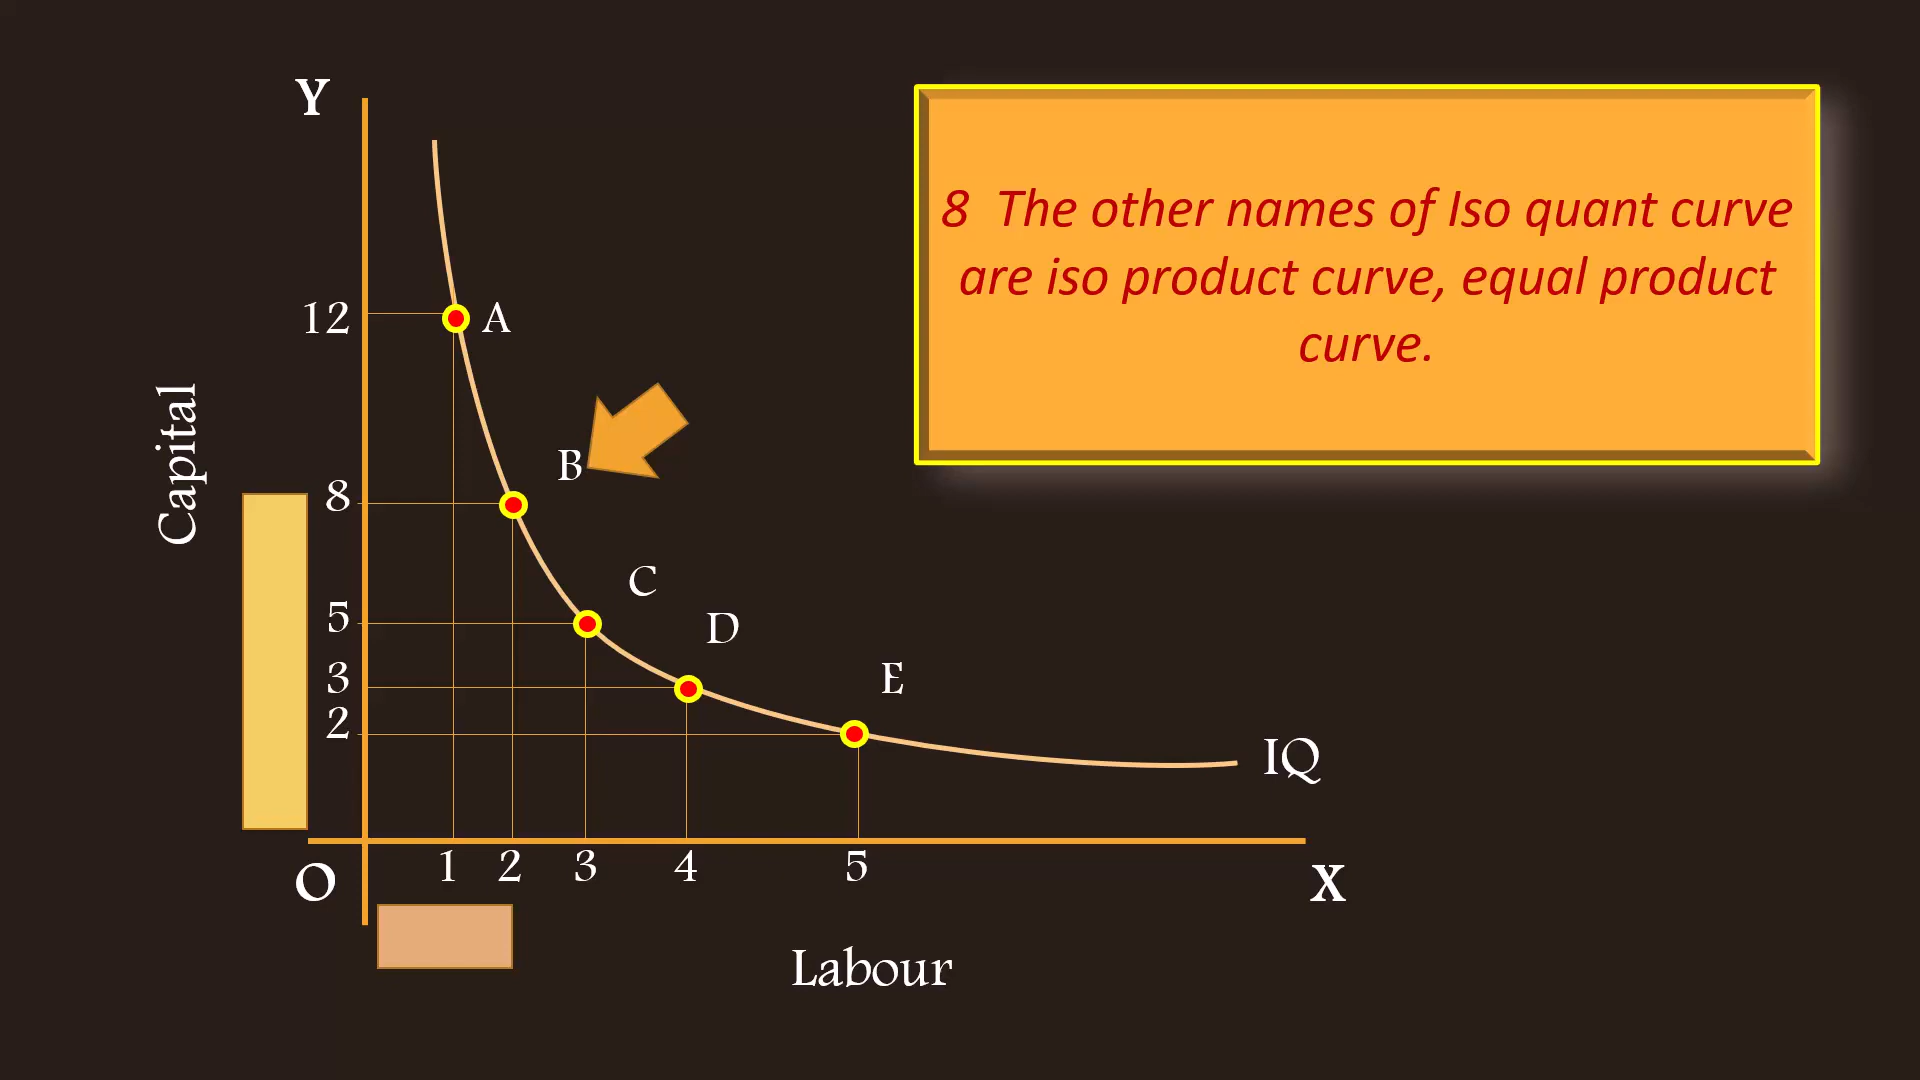 Y
8 The other names of Iso quant curve
are iso product curve, equal product
curve.
12
A
Capital
B
8
C
5
D
3
E
2
IQ
O
1 2 3 4 5
X
Labour